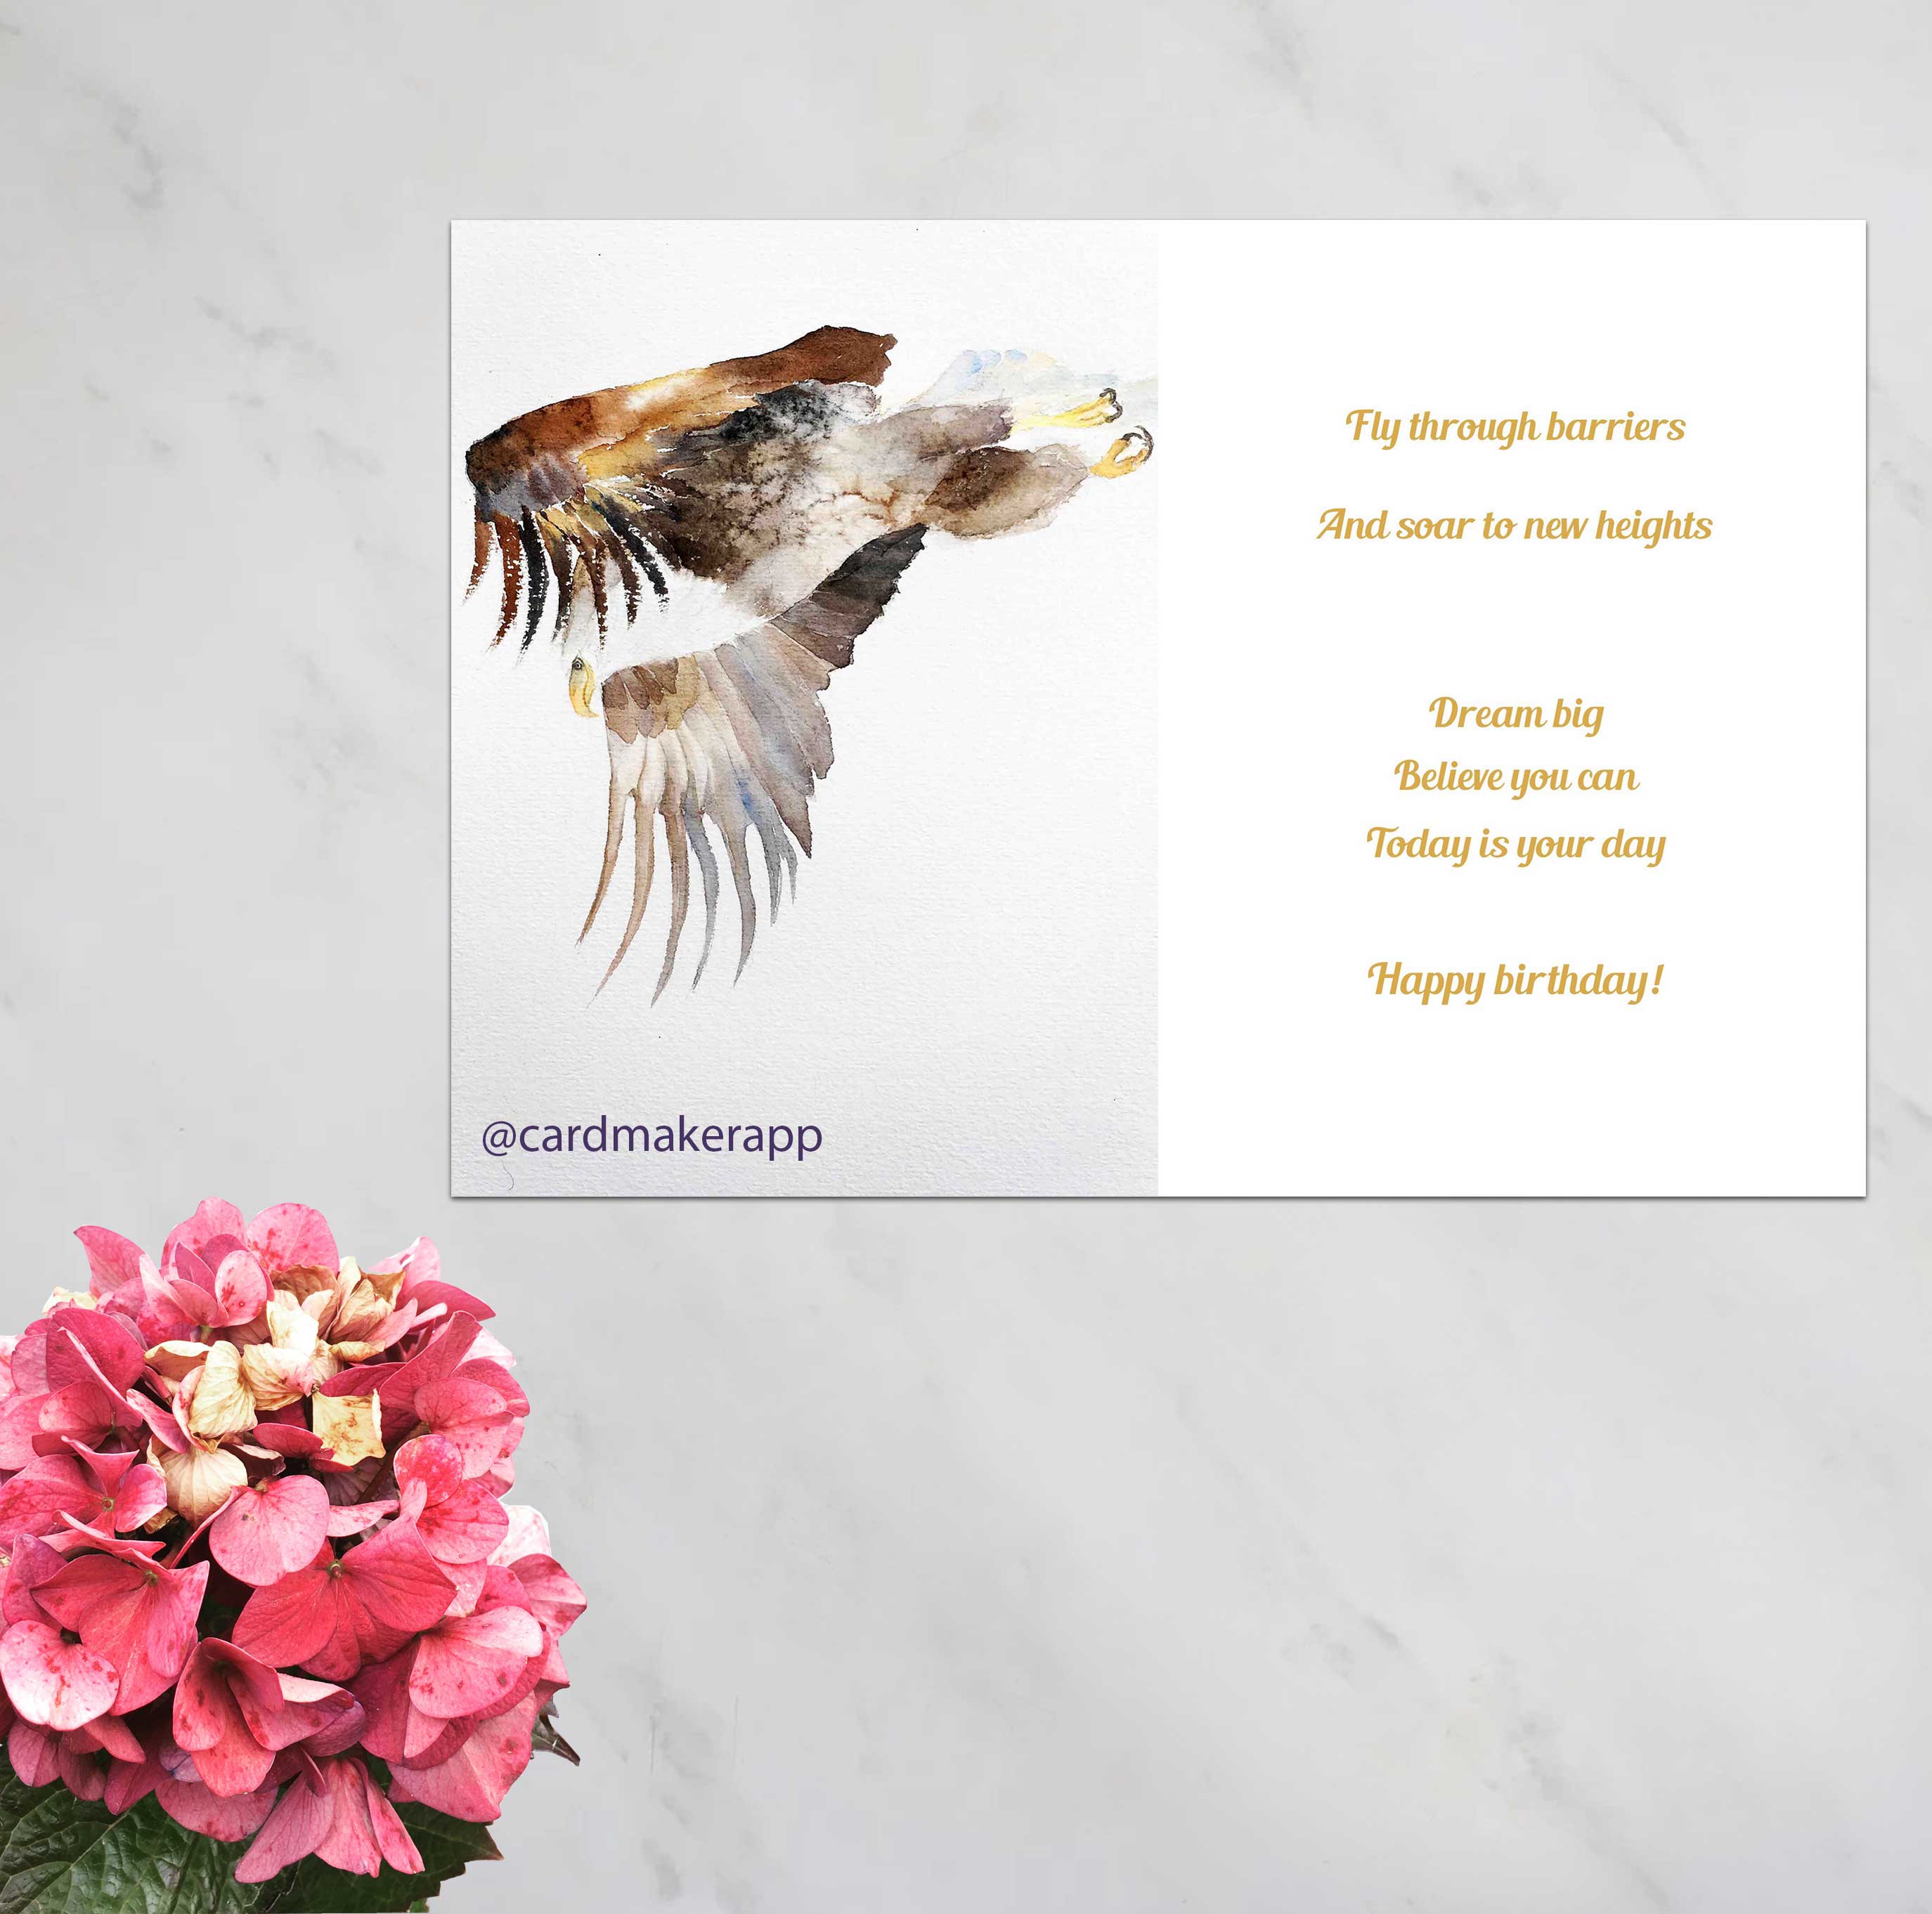 Fly through barriers
And soar to new heights
Dream big
Believe you can
Today is your day
Happy birthday!
@cardmakerapp